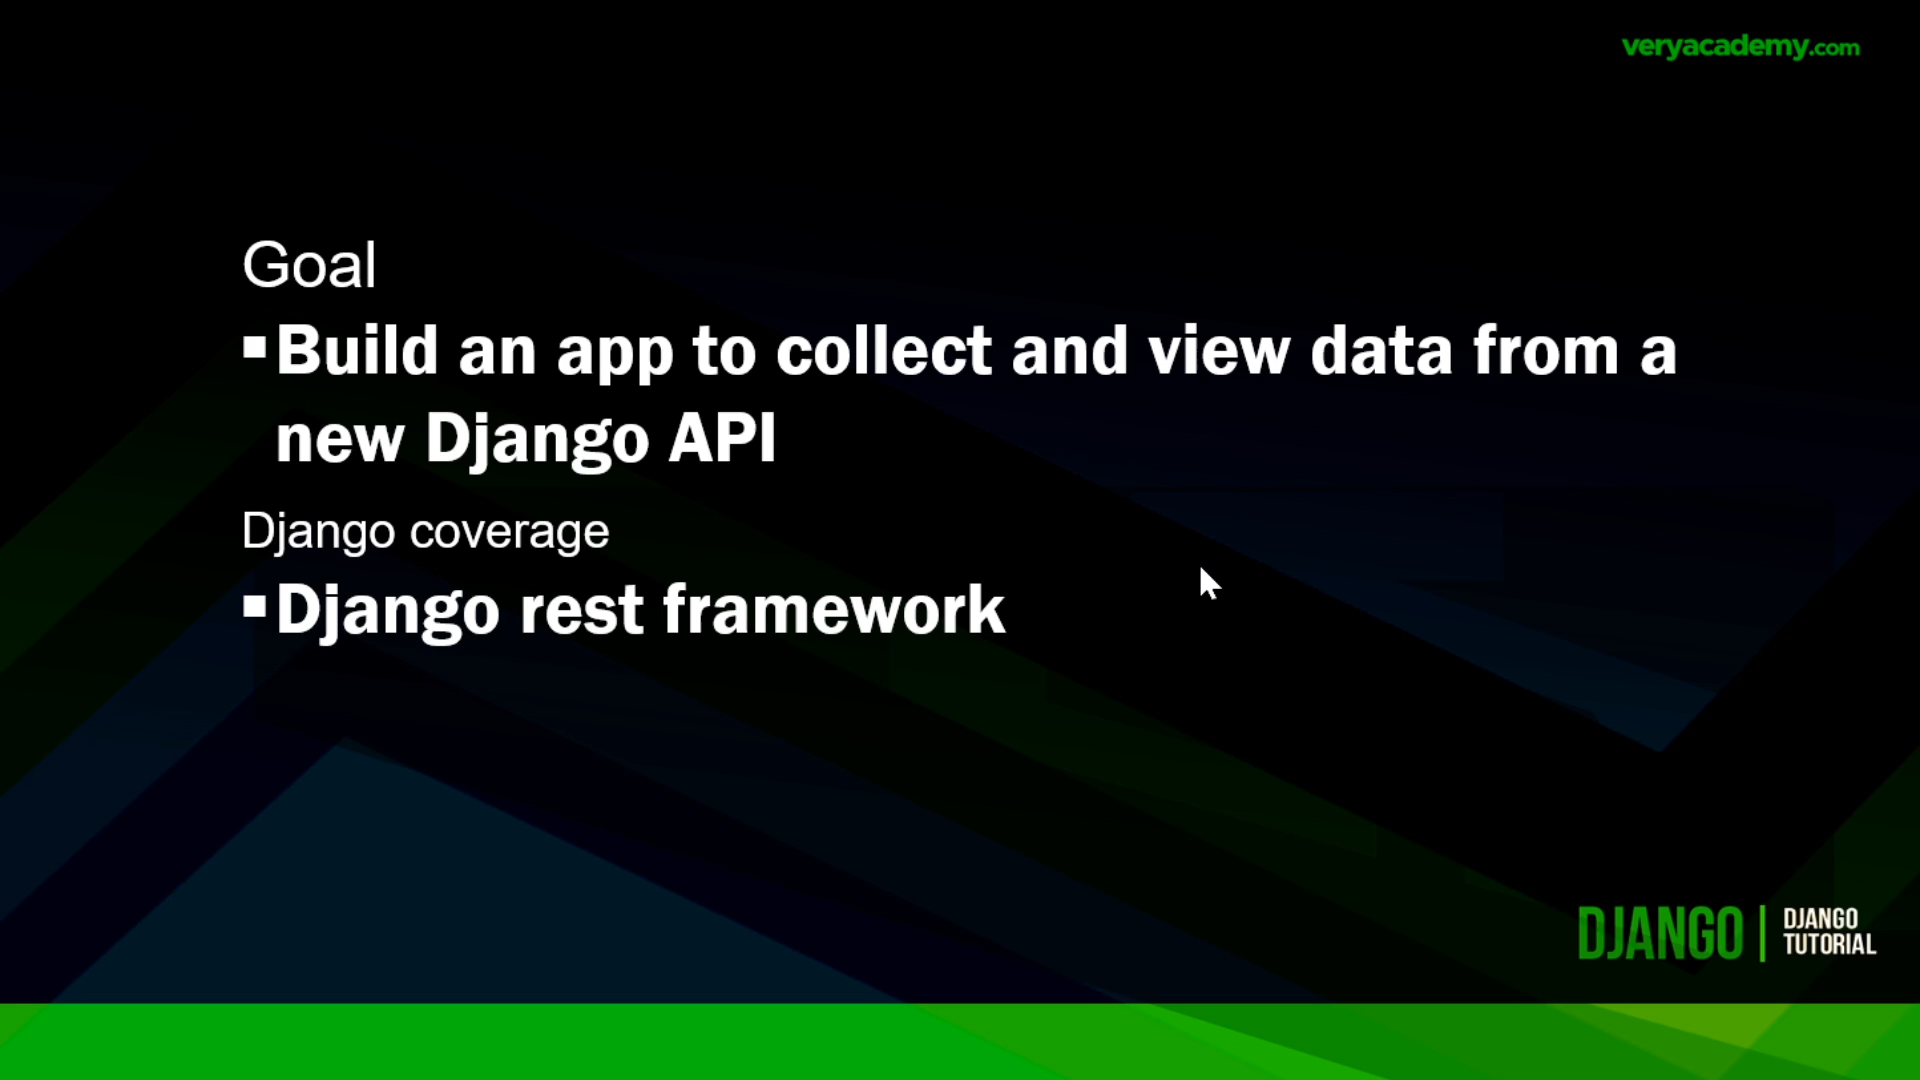 veryacademy.com
Goal
▪Build an app to collect and view data from a
new Django API
Django coverage
▪Django rest framework
DJANGO | DJANGO
TUTORIAL